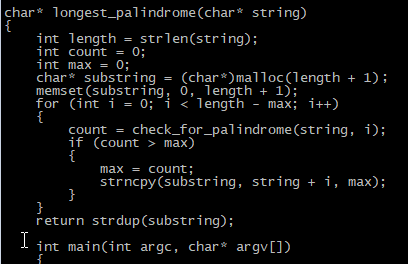 char* longest_palindrome(char* string)
{
    int length = strlen(string);
    int count = 0;
    int max = 0;
    char* substring = (char*)malloc(length + 1);
    memset(substring, 0, length + 1);
    for (int i = 0; i < length - max; i++)
    {
        count = check_for_palindrome(string, i);
        if (count > max)
        {
            max = count;
            strncpy(substring, string + i, max);
        }
    }
    return strdup(substring);

    int main(int argc, char* argv[])
    {